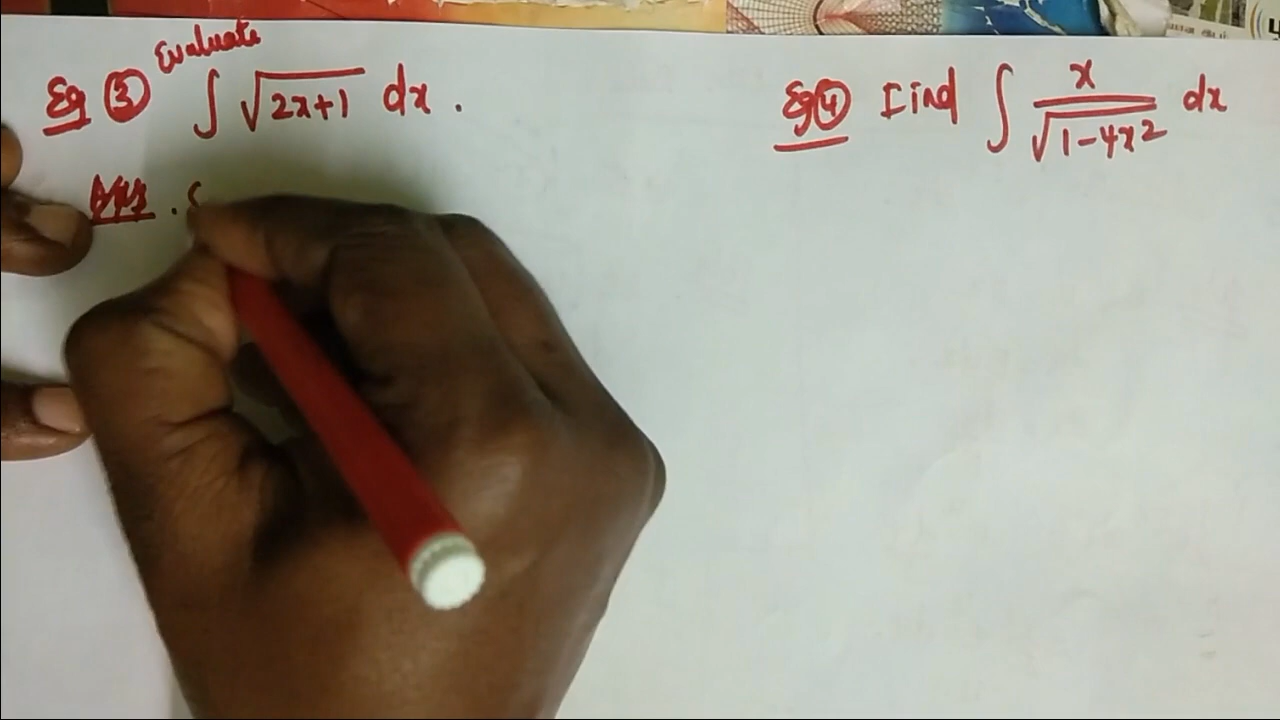 Eg ③ Evaluate ∫ √(2x+1) dx .
Ans .
Eg ④ Find ∫ x/√(1-4x²) dx